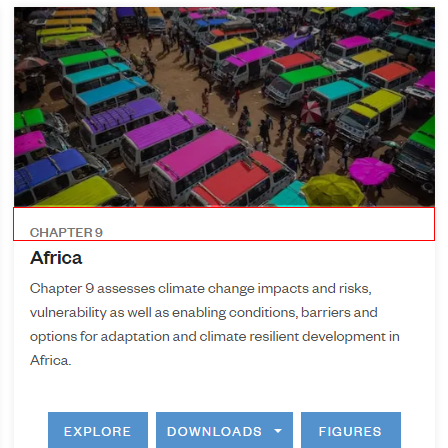 CHAPTER 9
Africa
Chapter 9 assesses climate change impacts and risks,
vulnerability as well as enabling conditions, barriers and
options for adaptation and climate resilient development in
Africa.
EXPLORE DOWNLOADS FIGURES